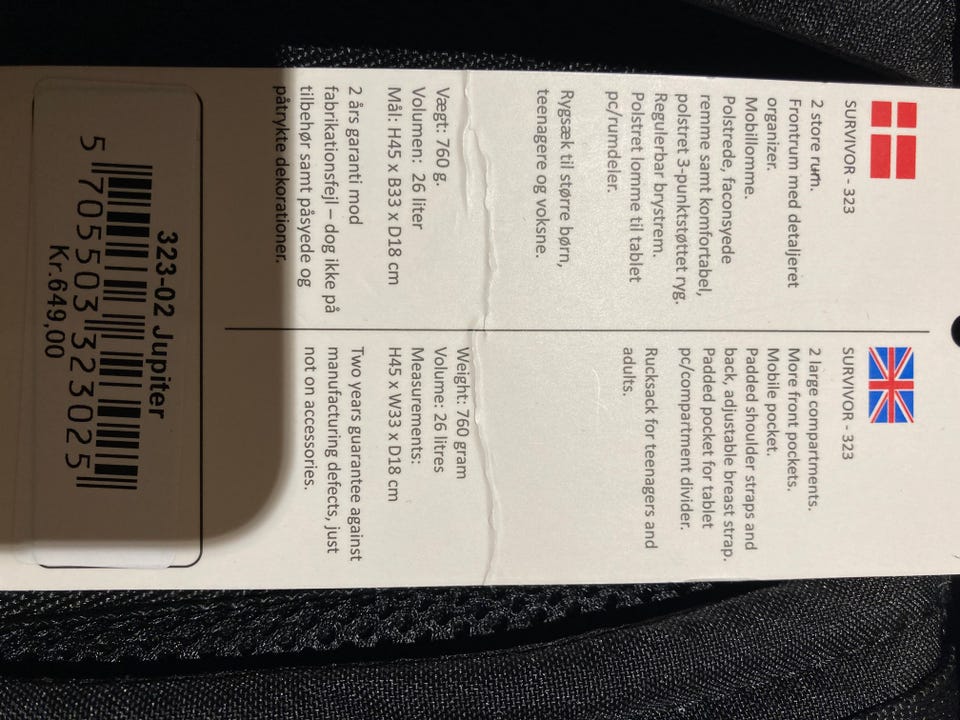 SURVIVOR - 323
2 store rum.
Frontrum med detaljeret
organizer.
Mobillomme.
Polstrede, faconsyede
remme samt komfortabel,
polstret 3-punktstøttet ryg.
Regulerbar brystrem.
Polstret lomme til tablet
pc/rumdeler.
Rygsæk til større børn,
teenagere og voksne.
Vægt: 760 g.
Volumen: 26 liter
Mål: H45 x B33 x D18 cm
2 års garanti mod
fabrikationsfejl – dog ikke på
tilbehør samt påsyede og
påtrykte dekorationer.
SURVIVOR - 323
2 large compartments.
More front pockets.
Mobile pocket.
Padded shoulder straps and
back, adjustable breast strap.
Padded pocket for tablet
pc/compartment divider.
Rucksack for teenagers and
adults.
Weight: 760 gram
Volume: 26 litres
Measurements:
H45 x W33 x D18 cm
Two years guarantee against
manufacturing defects, just
not on accessories.
323-02 Jupiter
5 705503 323025
Kr.649,00